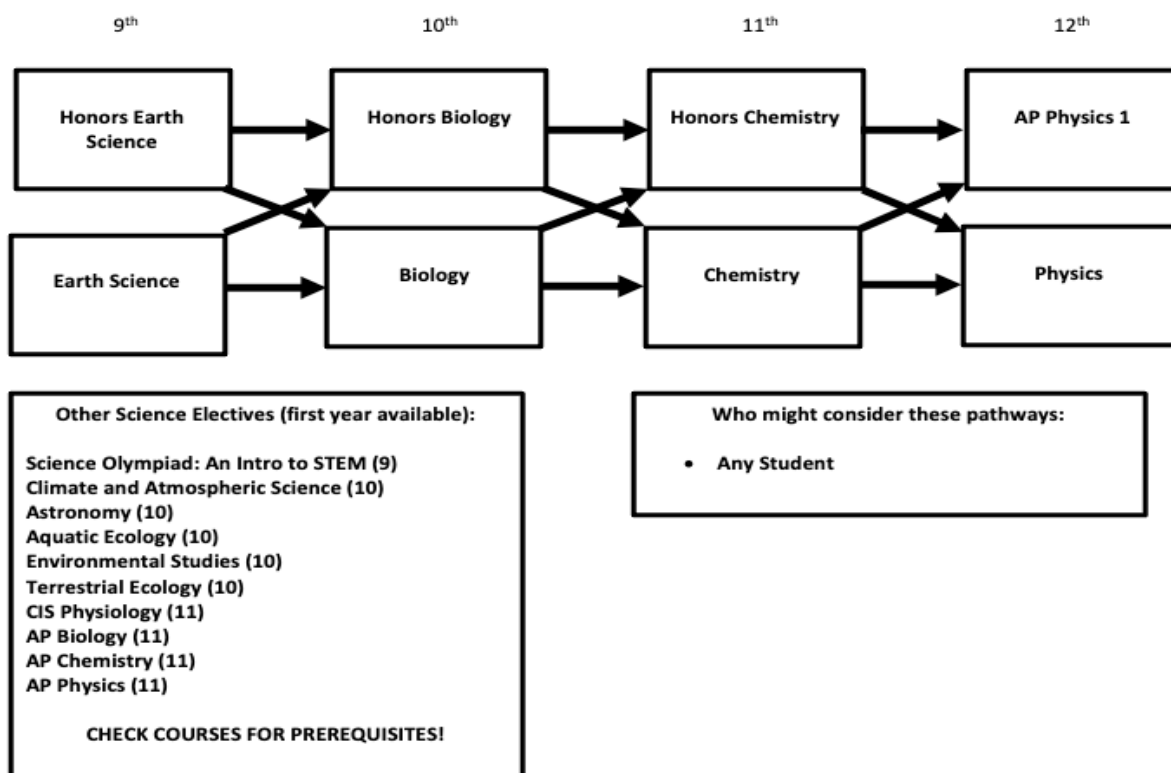 9th
10th
11th
12th
Honors Earth
Science
Honors Biology
Honors Chemistry
AP Physics 1
Earth Science
Biology
Chemistry
Physics
Other Science Electives (first year available):
Science Olympiad: An Intro to STEM (9)
Climate and Atmospheric Science (10)
Astronomy (10)
Aquatic Ecology (10)
Environmental Studies (10)
Terrestrial Ecology (10)
CIS Physiology (11)
AP Biology (11)
AP Chemistry (11)
AP Physics (11)
CHECK COURSES FOR PREREQUISITES!
Who might consider these pathways:
• Any Student